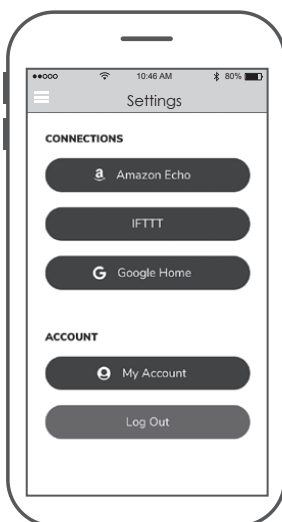 10:46 AM 80%
Settings
CONNECTIONS
a Amazon Echo
IFTTT
G Google Home
ACCOUNT
My Account
Log Out